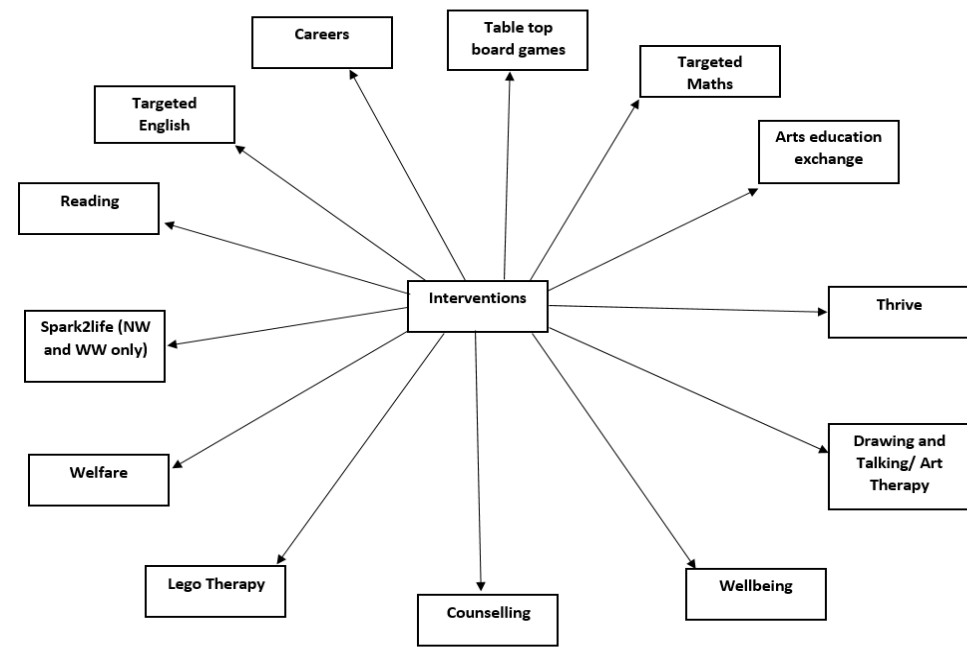 Careers
Table top
board games
Targeted
Maths
Targeted
English
Arts education
exchange
Reading
Interventions
Thrive
Spark2life (NW
and WW only)
Drawing and
Talking/ Art
Therapy
Welfare
Lego Therapy
Counselling
Wellbeing